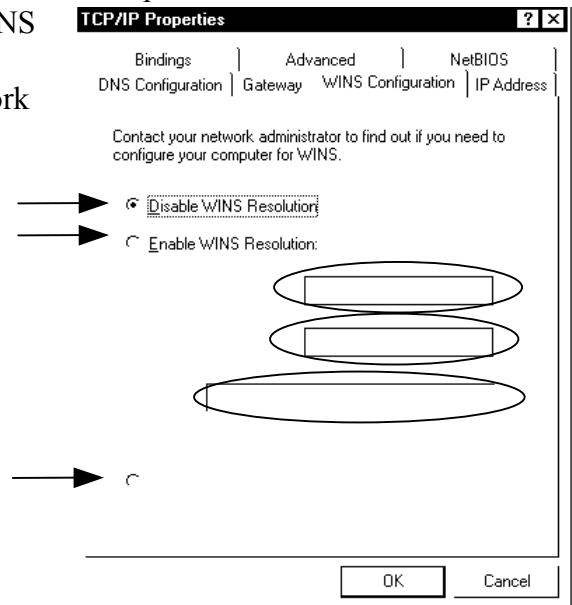 NS
TCP/IP Properties ? ×
Bindings Advanced NetBIOS
ork
DNS Configuration Gateway WINS Configuration IP Address
Contact your network administrator to find out if you need to
configure your computer for WINS.
Disable WINS Resolution
Enable WINS Resolution:
OK Cancel